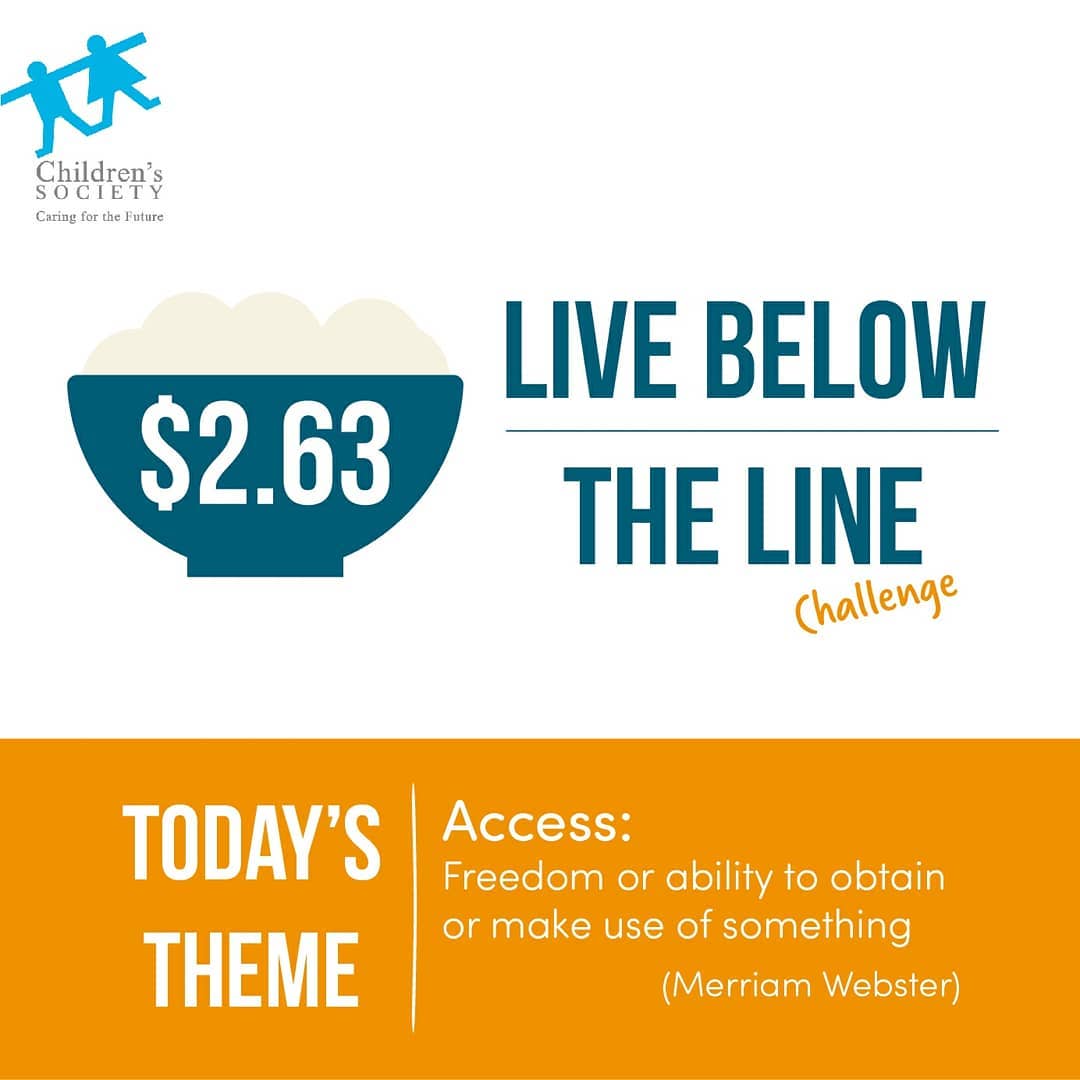 Children's
SOCIETY
Caring for the Future
$2.63
LIVE BELOW
THE LINE
Challenge
TODAY'S
THEME
Access:
Freedom or ability to obtain
or make use of something
(Merriam Webster)